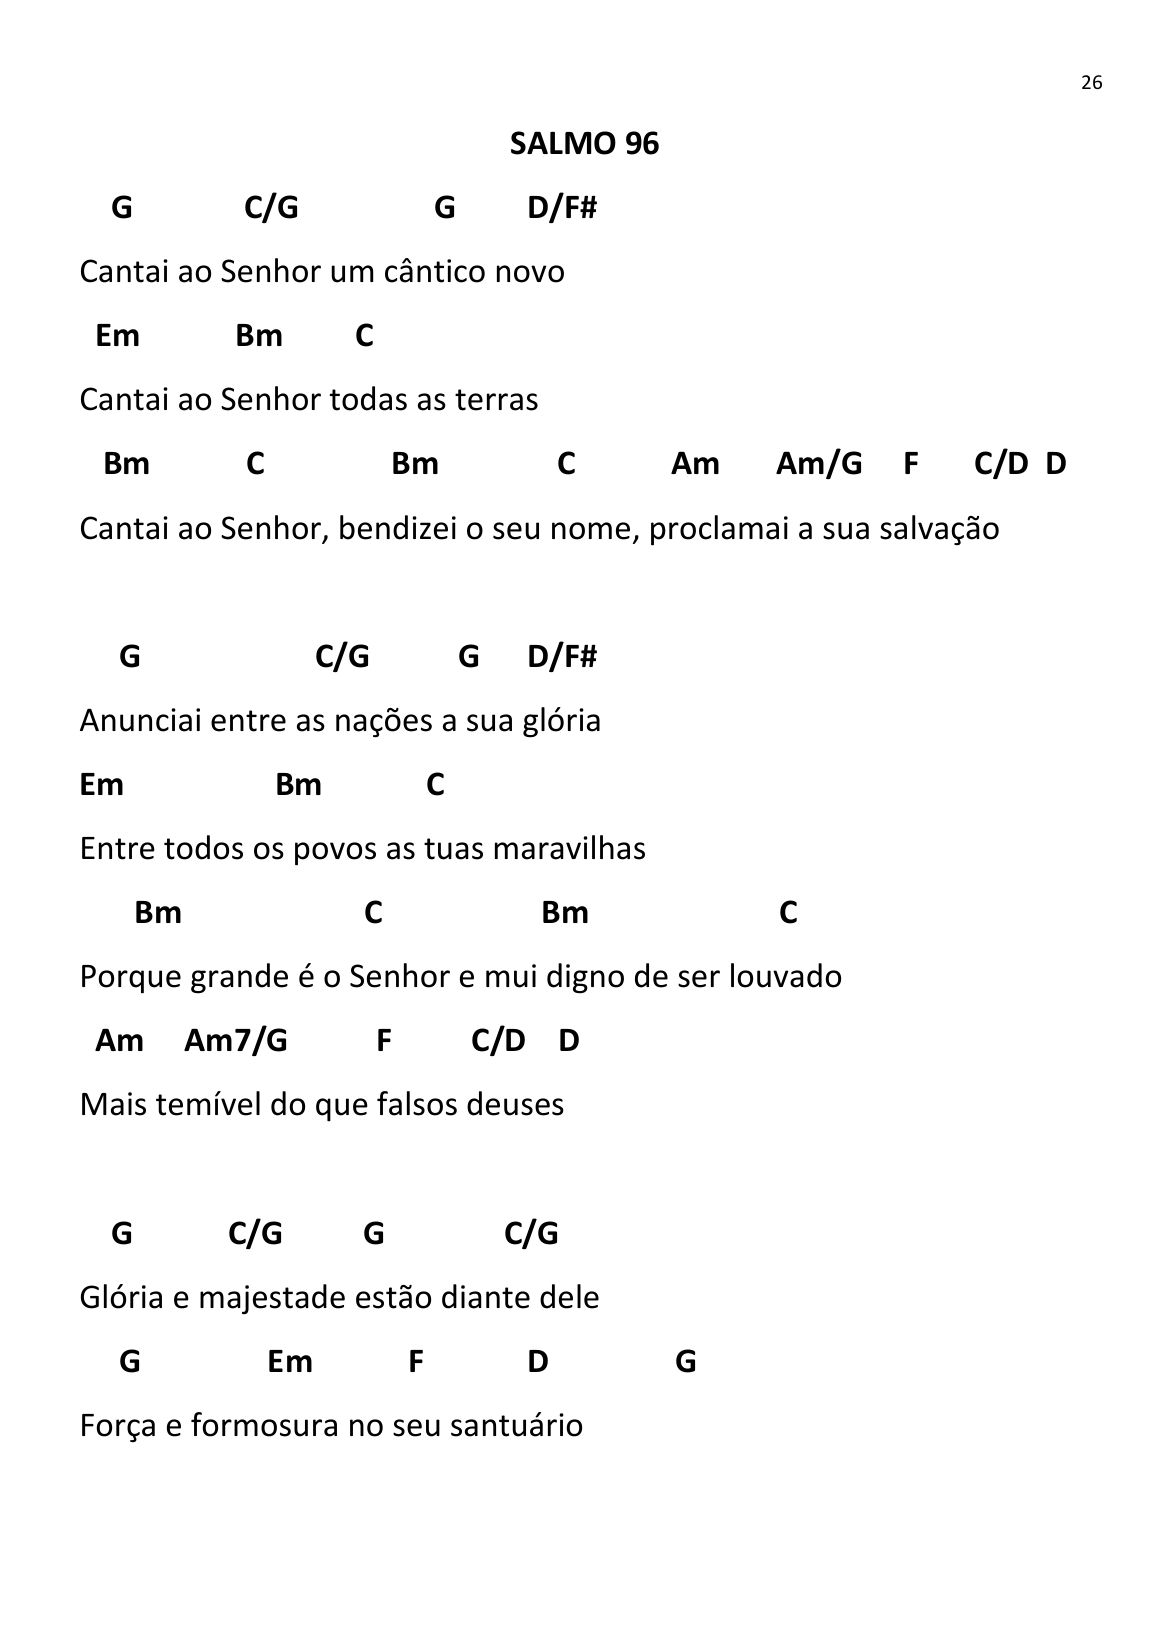 26
SALMO 96
G C/G G D/F#
Cantai ao Senhor um cântico novo
Em Bm C
Cantai ao Senhor todas as terras
Bm C Bm C Am Am/G F C/D D
Cantai ao Senhor, bendizei o seu nome, proclamai a sua salvação
G C/G G D/F#
Anunciai entre as nações a sua glória
Em Bm C
Entre todos os povos as tuas maravilhas
Bm C Bm C
Porque grande é o Senhor e mui digno de ser louvado
Am Am7/G F C/D D
Mais temível do que falsos deuses
G C/G G C/G
Glória e majestade estão diante dele
G Em F D G
Força e formosura no seu santuário